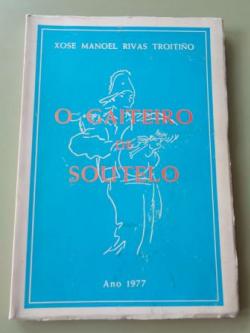 XOSE MANOEL RIVAS TROITIÑO
O GAITEIRO
DE
SOUTELO
Ano 1977